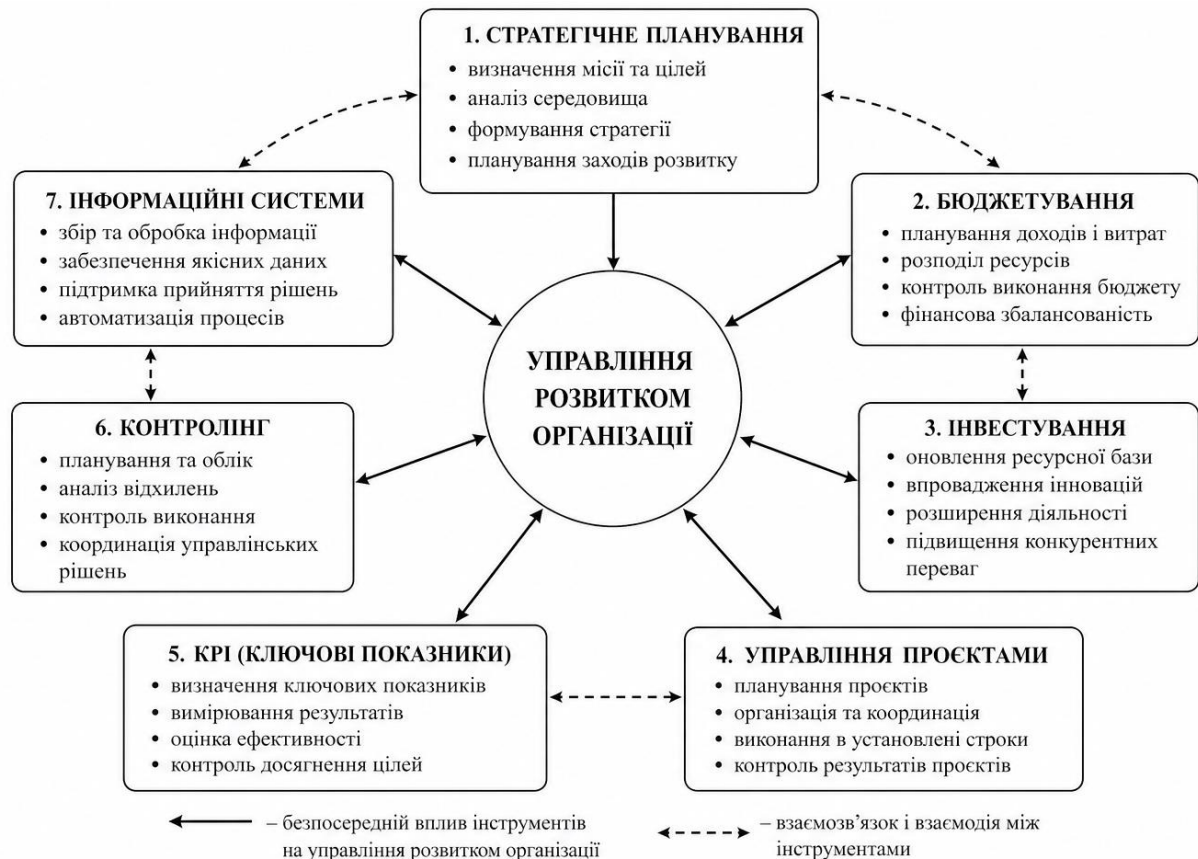 1. СТРАТЕГІЧНЕ ПЛАНУВАННЯ
• визначення місії та цілей
• аналіз середовища
• формування стратегії
• планування заходів розвитку
7. ІНФОРМАЦІЙНІ СИСТЕМИ
• збір та обробка інформації
• забезпечення якісних даних
• підтримка прийняття рішень
• автоматизація процесів
2. БЮДЖЕТУВАННЯ
• планування доходів і витрат
• розподіл ресурсів
• контроль виконання бюджету
• фінансова збалансованість
УПРАВЛІННЯ
РОЗВИТКОМ
ОРГАНІЗАЦІЇ
6. КОНТРОЛІНГ
• планування та облік
• аналіз відхилень
• контроль виконання
• координація управлінських
рішень
3. ІНВЕСТУВАННЯ
• оновлення ресурсної бази
• впровадження інновацій
• розширення діяльності
• підвищення конкурентних
переваг
5. КРІ (КЛЮЧОВІ ПОКАЗНИКИ)
• визначення ключових показників
• вимірювання результатів
• оцінка ефективності
• контроль досягнення цілей
4. УПРАВЛІННЯ ПРОЄКТАМИ
• планування проєктів
• організація та координація
• виконання в установлені строки
• контроль результатів проєктів
– безпосередній вплив інструментів
на управління розвитком організації
– взаємозв'язок і взаємодія між
інструментами